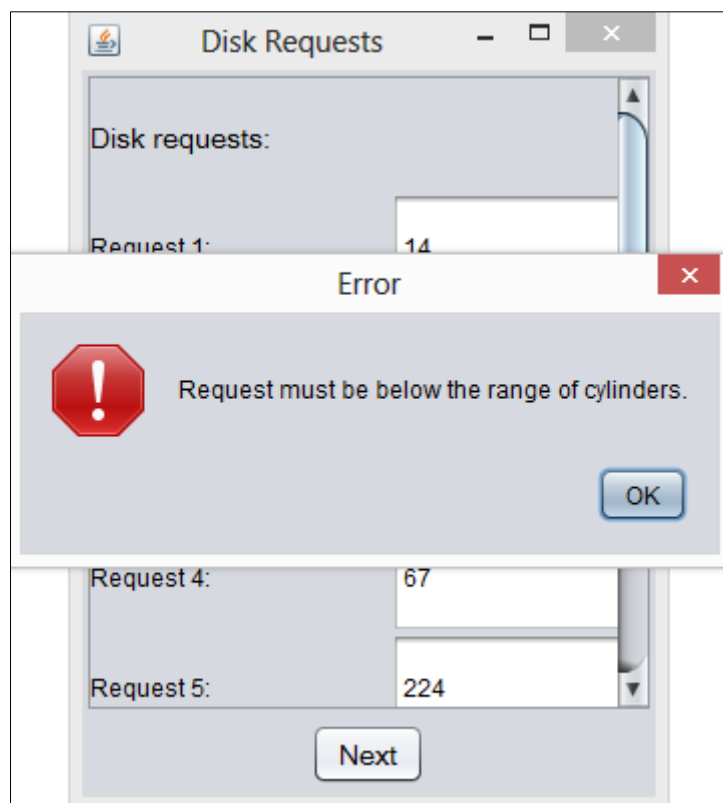 Disk Requests
Disk requests:
Request 1: 14
Error
Request must be below the range of cylinders.
OK
Request 4: 67
Request 5: 224
Next